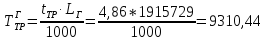 T^Г_ТР = t_ТР · L_Г / 1000 = 4,86 * 1915729 / 1000 = 9310,44